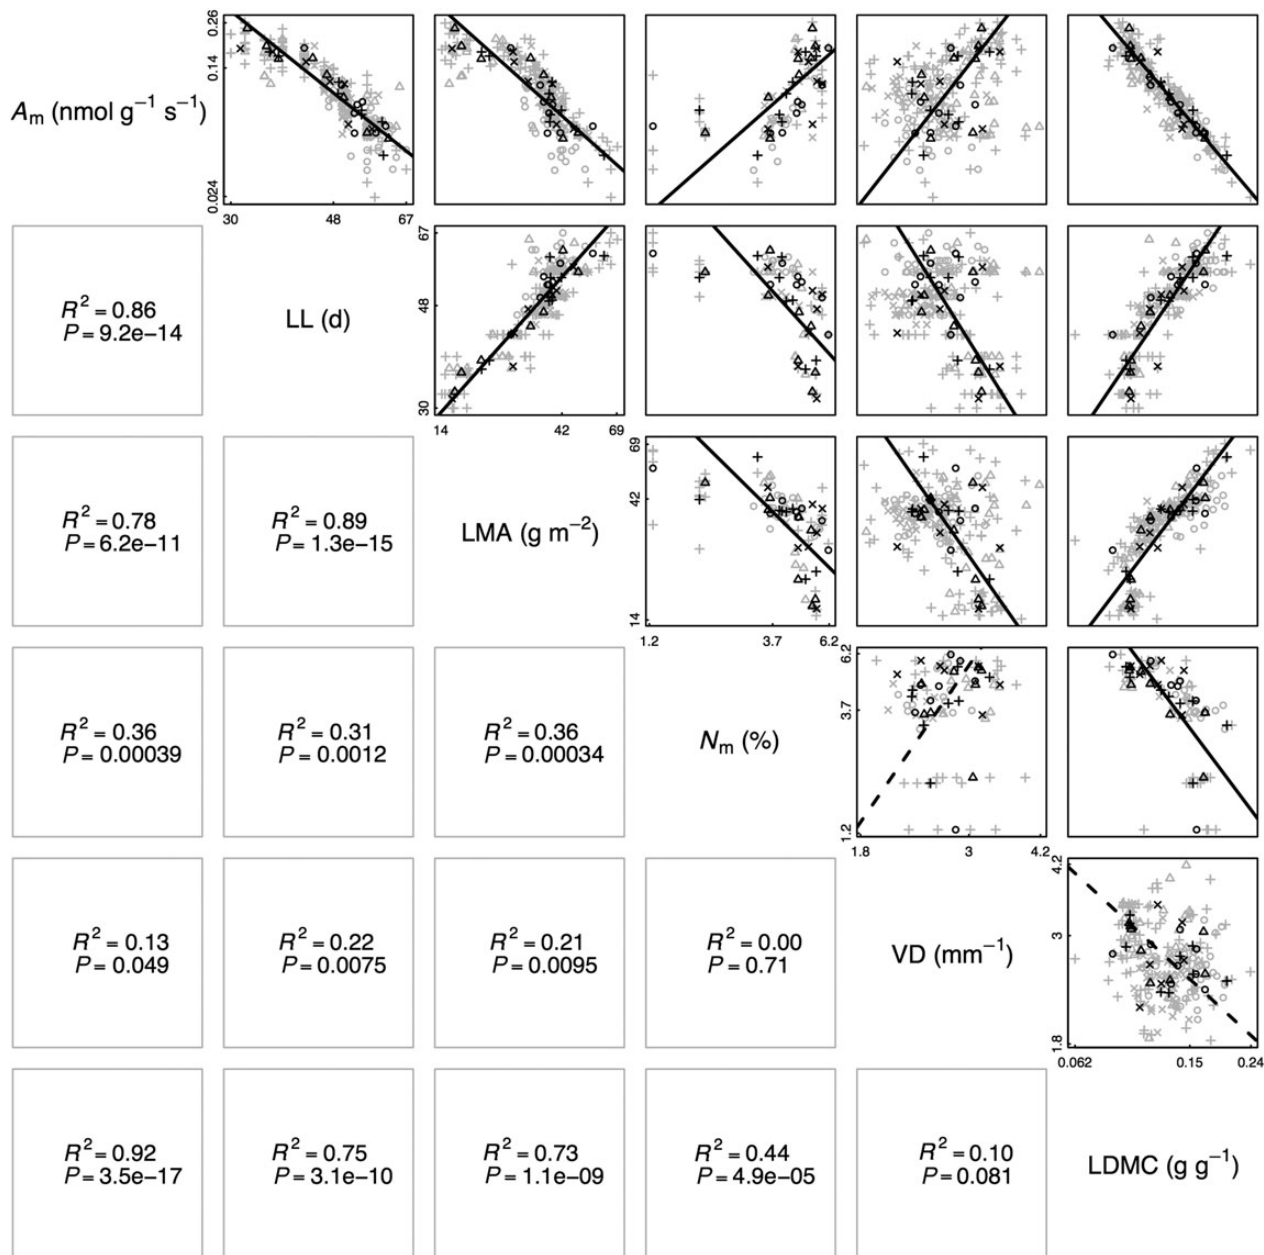 0.26
0.14
0.024
Aₘ (nmol g⁻¹ s⁻¹)
30 48 67
R² = 0.86
P = 9.2e−14
LL (d)
67
48
30
14 42 69
R² = 0.78
P = 6.2e−11
R² = 0.89
P = 1.3e−15
LMA (g m⁻²)
69
42
14
1.2 3.7 6.2
R² = 0.36
P = 0.00039
R² = 0.31
P = 0.0012
R² = 0.36
P = 0.00034
Nₘ (%)
6.2
3.7
1.2
1.8 3 4.2
R² = 0.13
P = 0.049
R² = 0.22
P = 0.0075
R² = 0.21
P = 0.0095
R² = 0.00
P = 0.71
VD (mm⁻¹)
4.2
3
1.8
0.062 0.15 0.24
R² = 0.92
P = 3.5e−17
R² = 0.75
P = 3.1e−10
R² = 0.73
P = 1.1e−09
R² = 0.44
P = 4.9e−05
R² = 0.10
P = 0.081
LDMC (g g⁻¹)